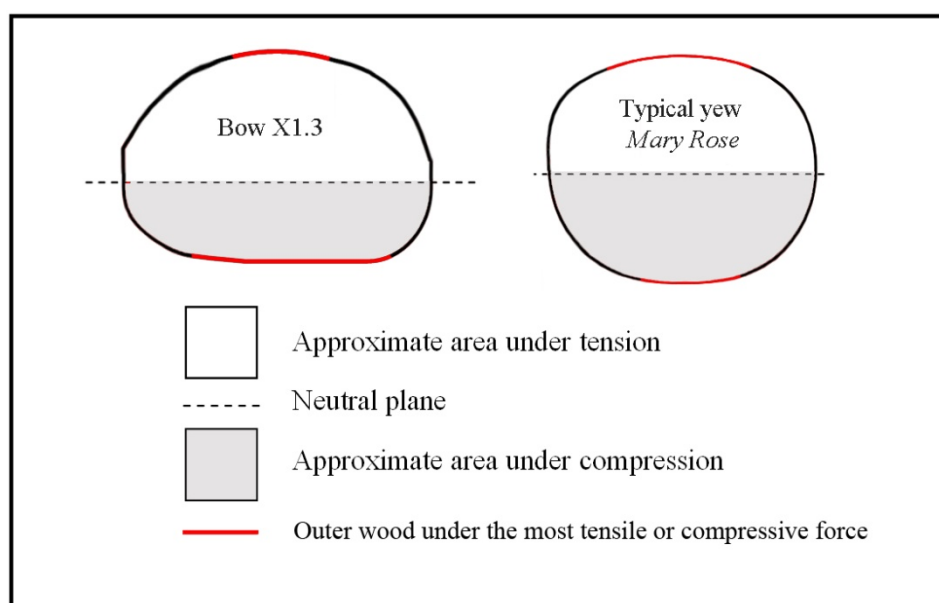 Bow X1.3
Typical yew
Mary Rose
Approximate area under tension
Neutral plane
Approximate area under compression
Outer wood under the most tensile or compressive force